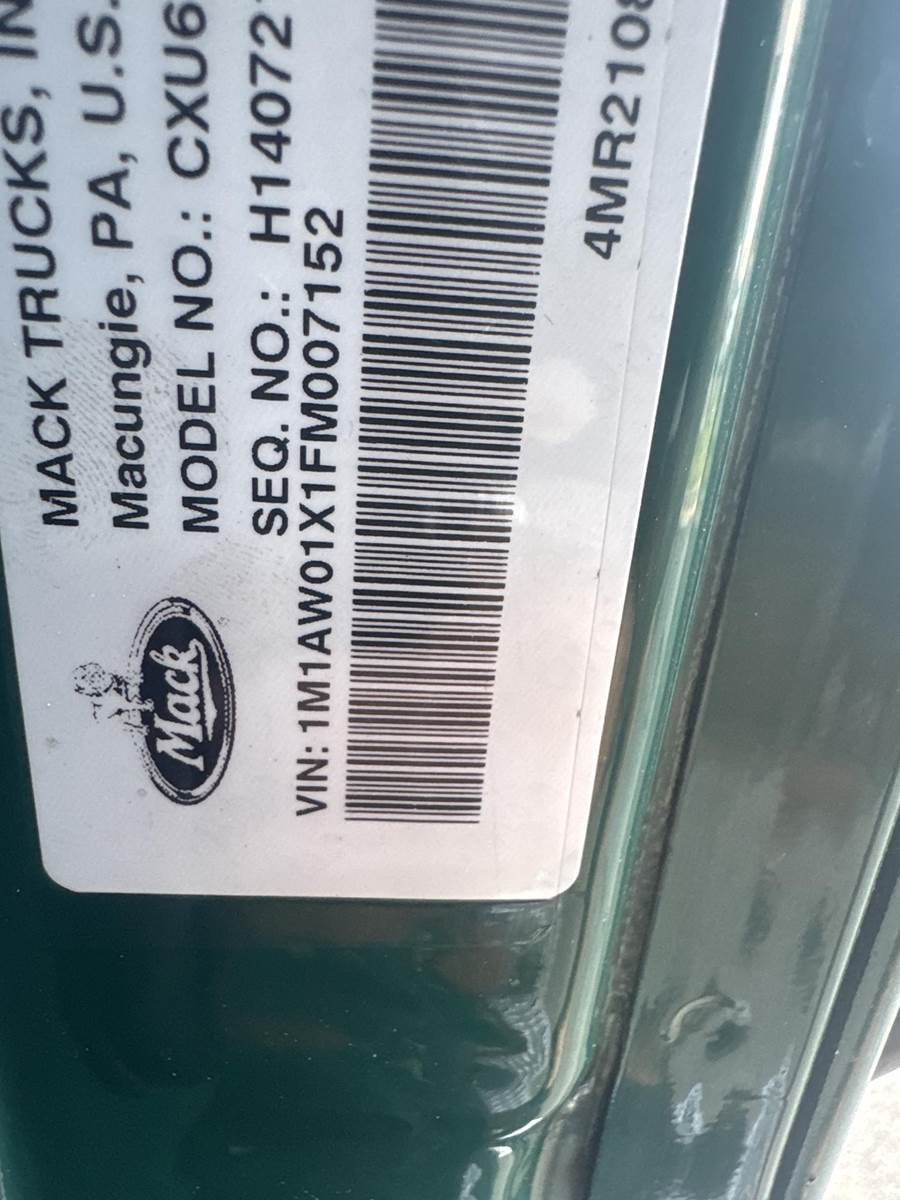 MACK TRUCKS, IN
Macungie, PA, U.S.
MODEL NO.: CXU6
SEQ. NO.: H14072
VIN: 1M1AW01X1FM007152
4MR2108
Mack